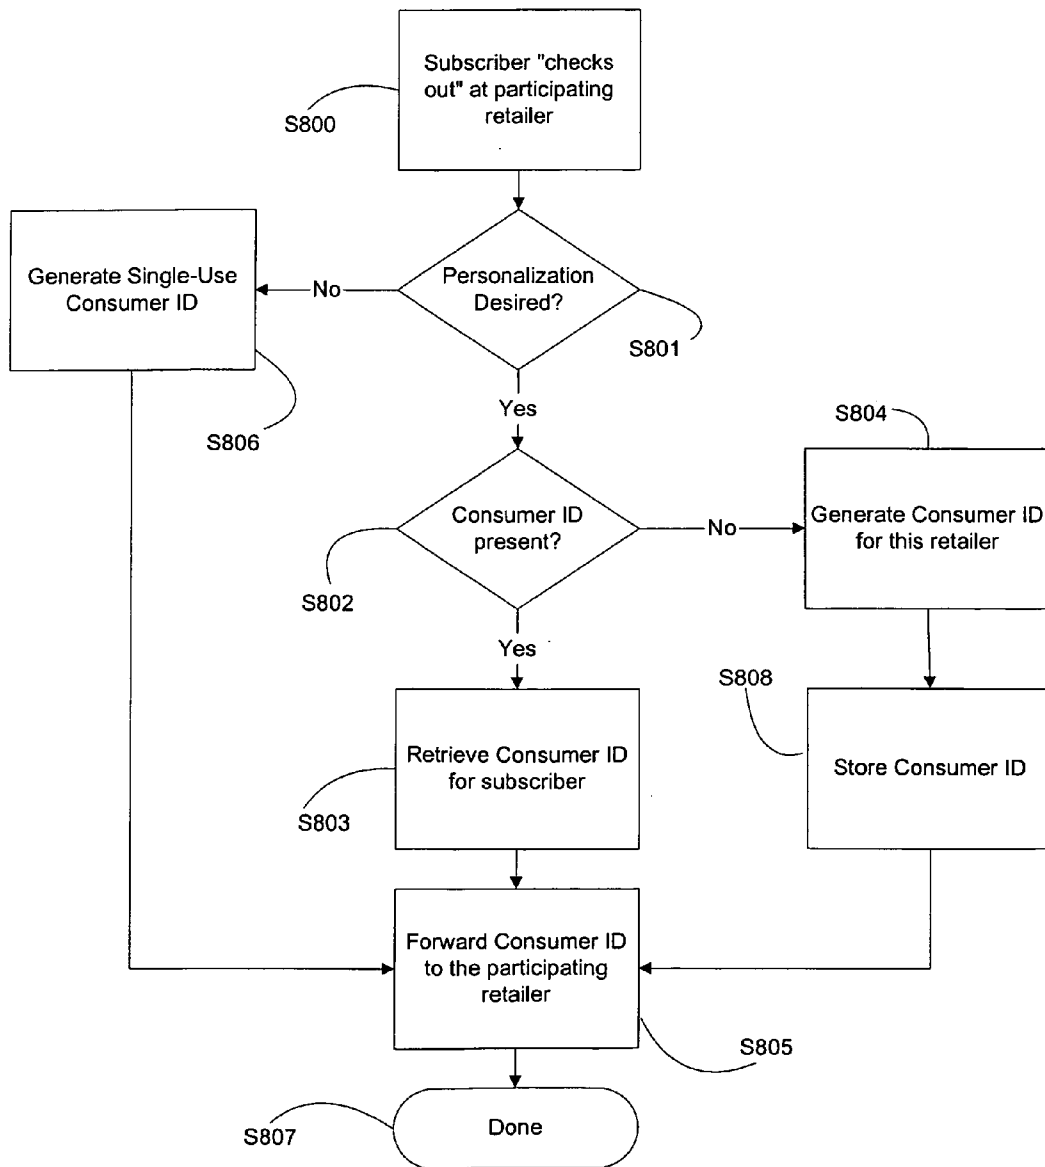 Subscriber "checks
out" at participating
retailer
S800
Generate Single-Use
Consumer ID
No
Personalization
Desired?
S801
S806
Yes
S804
Consumer ID
present?
No
Generate Consumer ID
for this retailer
S802
Yes
S808
Retrieve Consumer ID
for subscriber
Store Consumer ID
S803
Forward Consumer ID
to the participating
retailer
S805
Done
S807